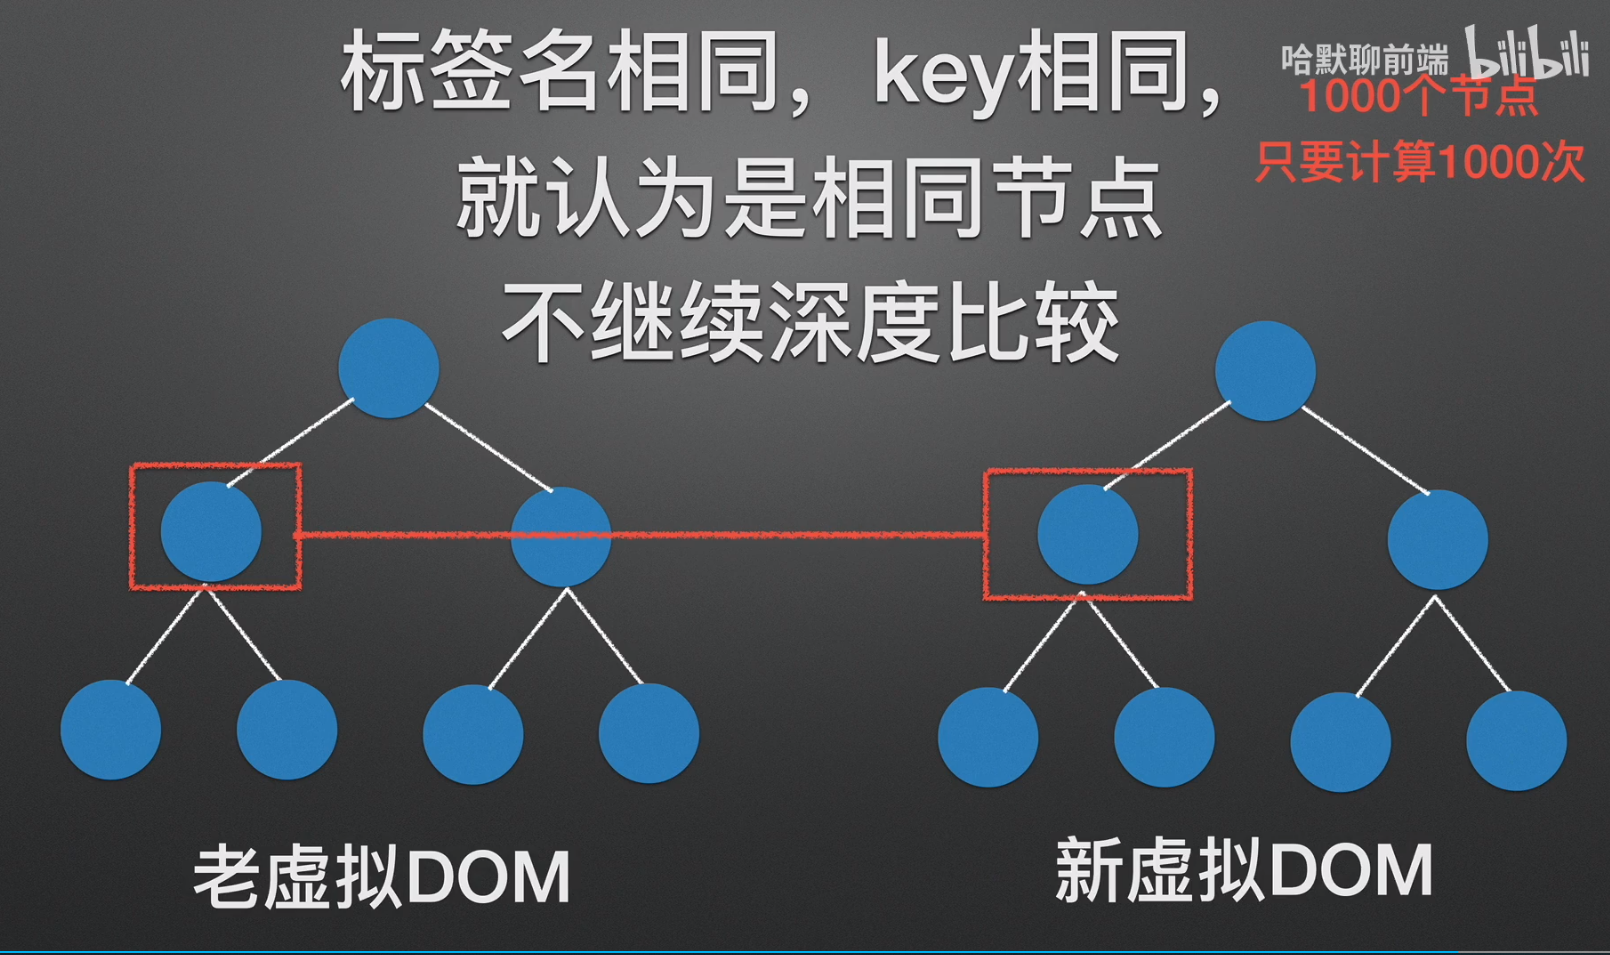 标签名相同，key相同，
就认为是相同节点
不继续深度比较
哈默聊前端 bilibili
1000个节点
只要计算1000次
老虚拟DOM
新虚拟DOM